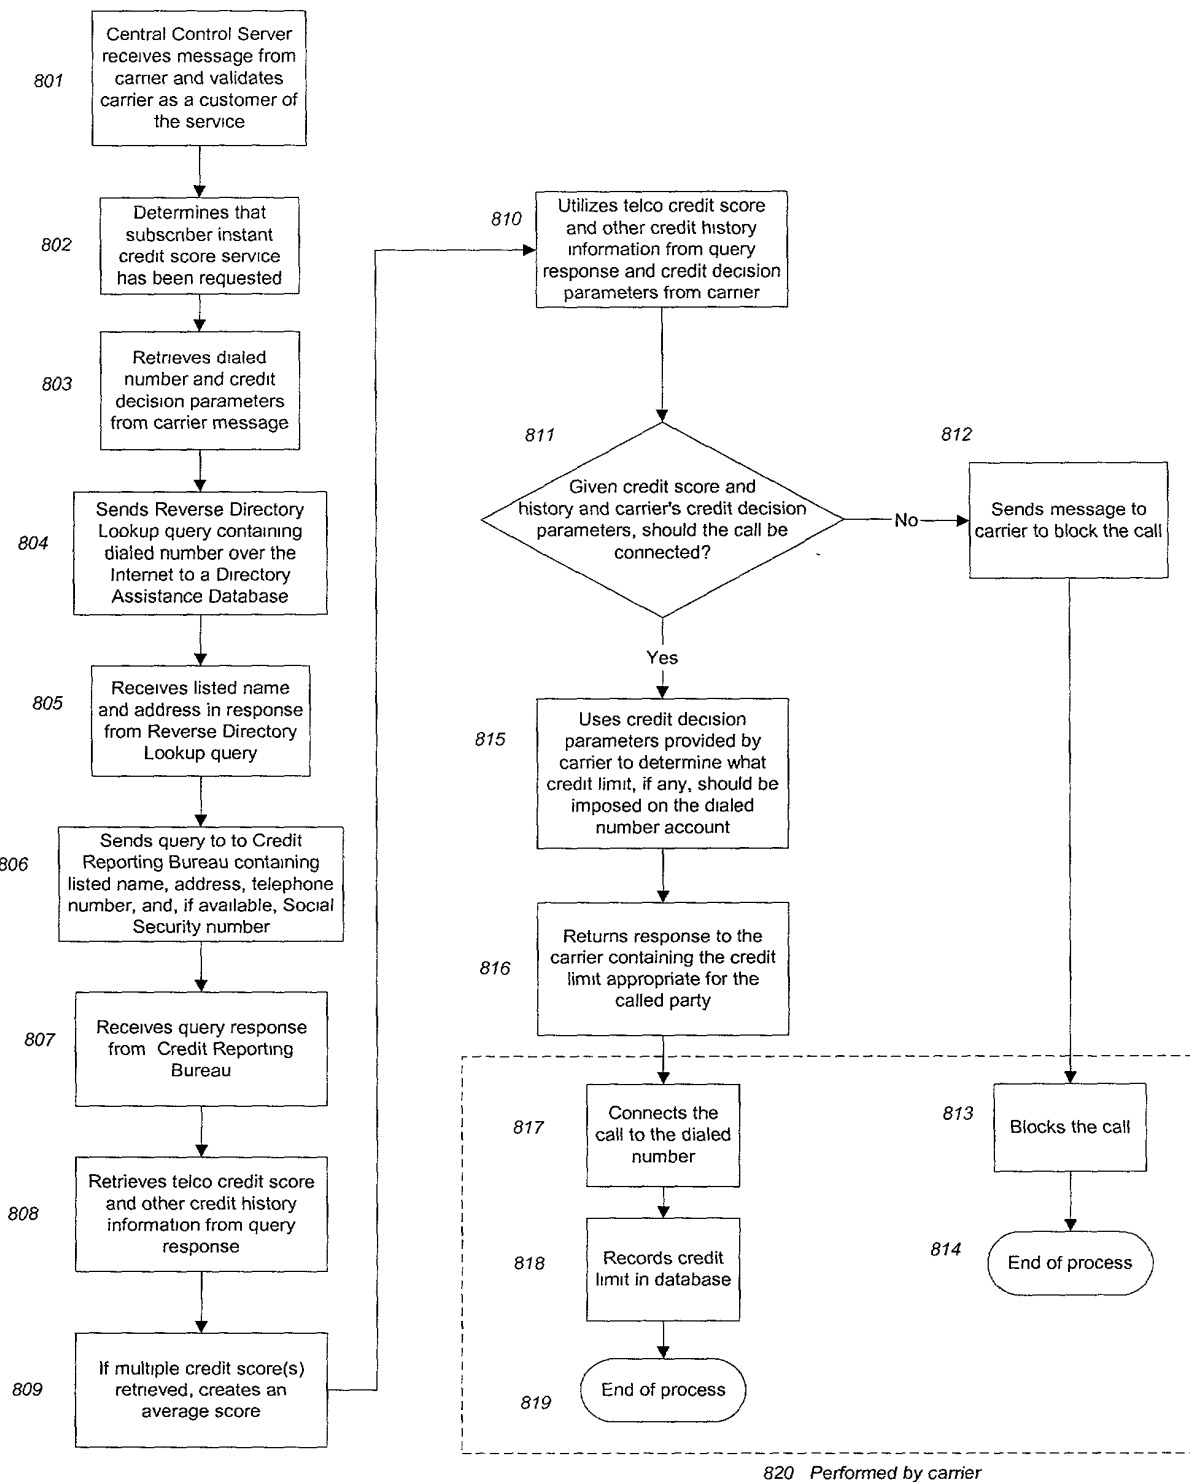 801
Central Control Server
receives message from
carrier and validates
carrier as a customer of
the service
802
Determines that
subscriber instant
credit score service
has been requested
803
Retrieves dialed
number and credit
decision parameters
from carrier message
804
Sends Reverse Directory
Lookup query containing
dialed number over the
Internet to a Directory
Assistance Database
805
Receives listed name
and address in response
from Reverse Directory
Lookup query
806
Sends query to to Credit
Reporting Bureau containing
listed name, address, telephone
number, and, if available, Social
Security number
807
Receives query response
from Credit Reporting
Bureau
808
Retrieves telco credit score
and other credit history
information from query
response
809
If multiple credit score(s)
retrieved, creates an
average score
810
Utilizes telco credit score
and other credit history
information from query
response and credit decision
parameters from carrier
811
Given credit score and
history and carrier's credit decision
parameters, should the call be
connected?
No
812
Sends message to
carrier to block the call
Yes
815
Uses credit decision
parameters provided by
carrier to determine what
credit limit, if any, should be
imposed on the dialed
number account
816
Returns response to the
carrier containing the credit
limit appropriate for the
called party
817
Connects the
call to the dialed
number
813
Blocks the call
818
Records credit
limit in database
814
End of process
819
End of process
820 Performed by carrier